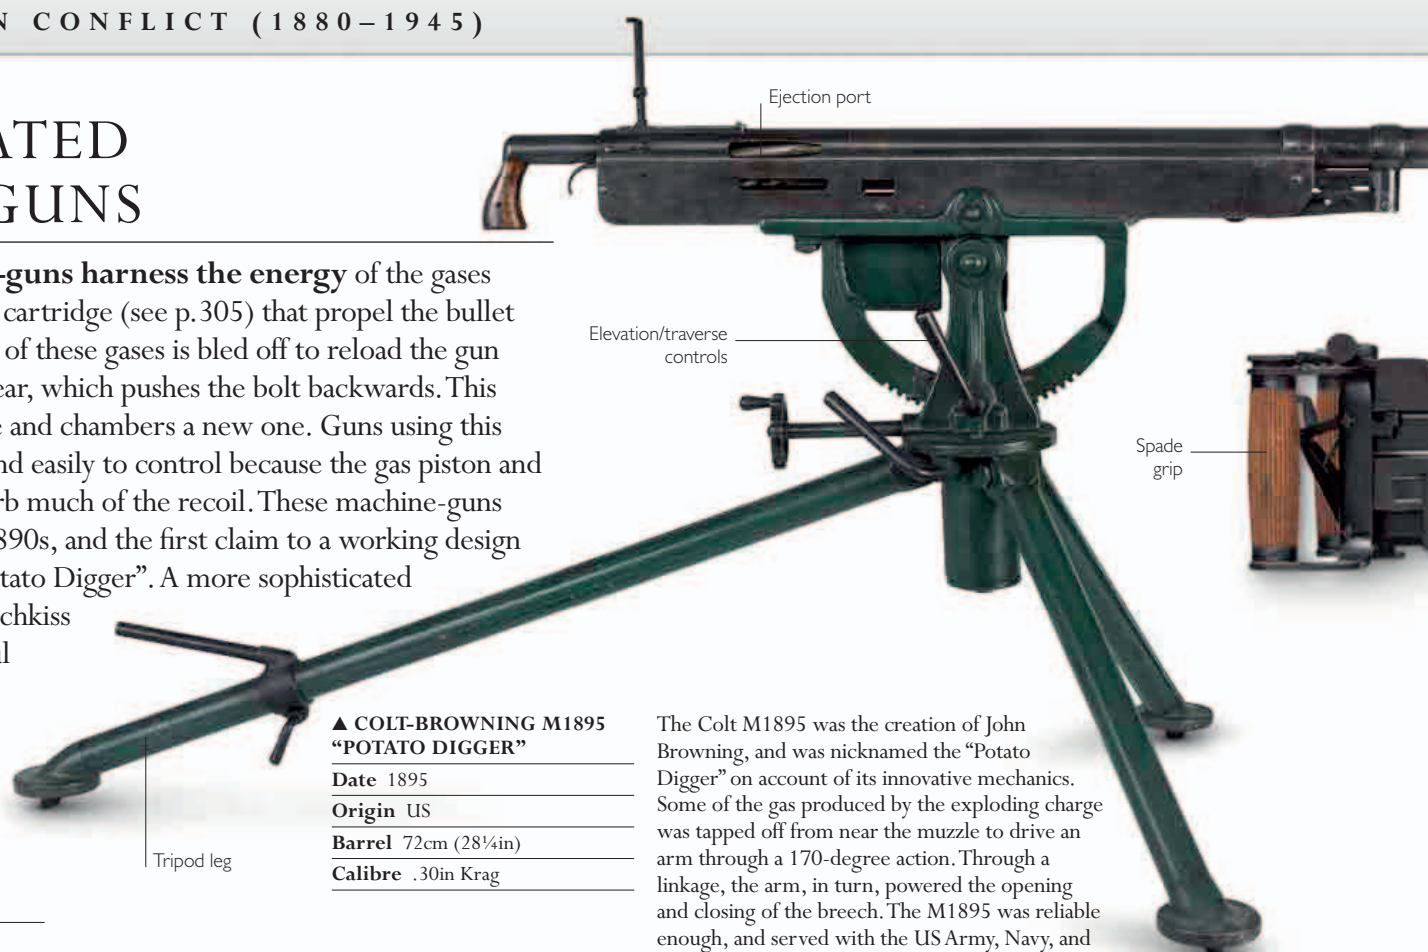 N CONFLICT (1880–1945)
ATED
GUNS
-guns harness the energy of the gases
cartridge (see p.305) that propel the bullet
of these gases is bled off to reload the gun
ear, which pushes the bolt backwards. This
e and chambers a new one. Guns using this
nd easily to control because the gas piston and
rb much of the recoil. These machine-guns
890s, and the first claim to a working design
tato Digger”. A more sophisticated
chkiss
l
Ejection port
Elevation/traverse
controls
Spade
grip
Tripod leg
▲ COLT-BROWNING M1895
“POTATO DIGGER”
Date 1895
Origin US
Barrel 72cm (28¼in)
Calibre .30in Krag
The Colt M1895 was the creation of John
Browning, and was nicknamed the “Potato
Digger” on account of its innovative mechanics.
Some of the gas produced by the exploding charge
was tapped off from near the muzzle to drive an
arm through a 170-degree action. Through a
linkage, the arm, in turn, powered the opening
and closing of the breech. The M1895 was reliable
enough, and served with the US Army, Navy, and